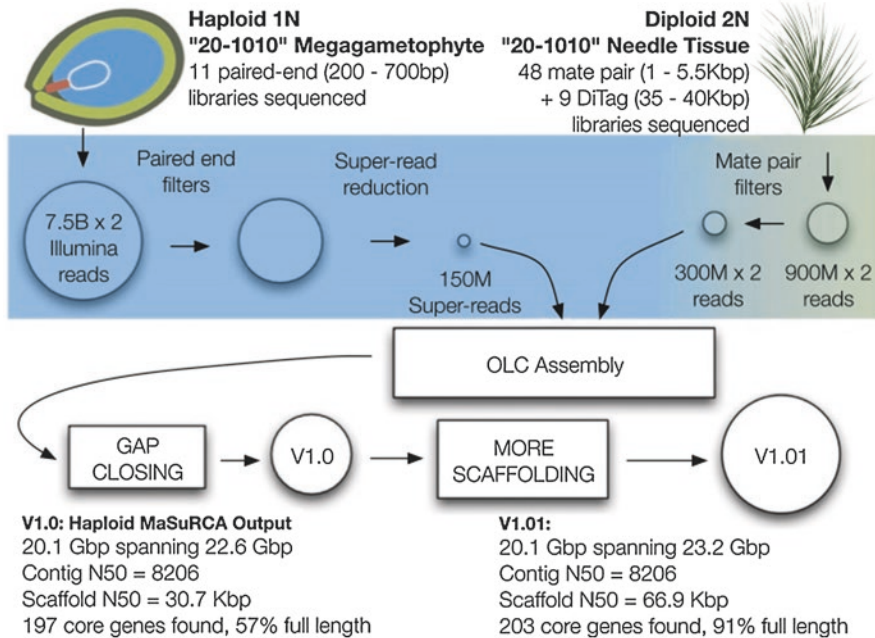 Haploid 1N
"20-1010" Megagametophyte
11 paired-end (200 - 700bp)
libraries sequenced
Diploid 2N
"20-1010" Needle Tissue
48 mate pair (1 - 5.5Kbp)
+ 9 DiTag (35 - 40Kbp)
libraries sequenced
Paired end
filters
Super-read
reduction
Mate pair
filters
7.5B x 2
Illumina
reads
150M
Super-reads
300M x 2
reads
900M x 2
reads
OLC Assembly
GAP
CLOSING
V1.0
MORE
SCAFFOLDING
V1.01
V1.0: Haploid MaSuRCA Output
20.1 Gbp spanning 22.6 Gbp
Contig N50 = 8206
Scaffold N50 = 30.7 Kbp
197 core genes found, 57% full length
V1.01:
20.1 Gbp spanning 23.2 Gbp
Contig N50 = 8206
Scaffold N50 = 66.9 Kbp
203 core genes found, 91% full length